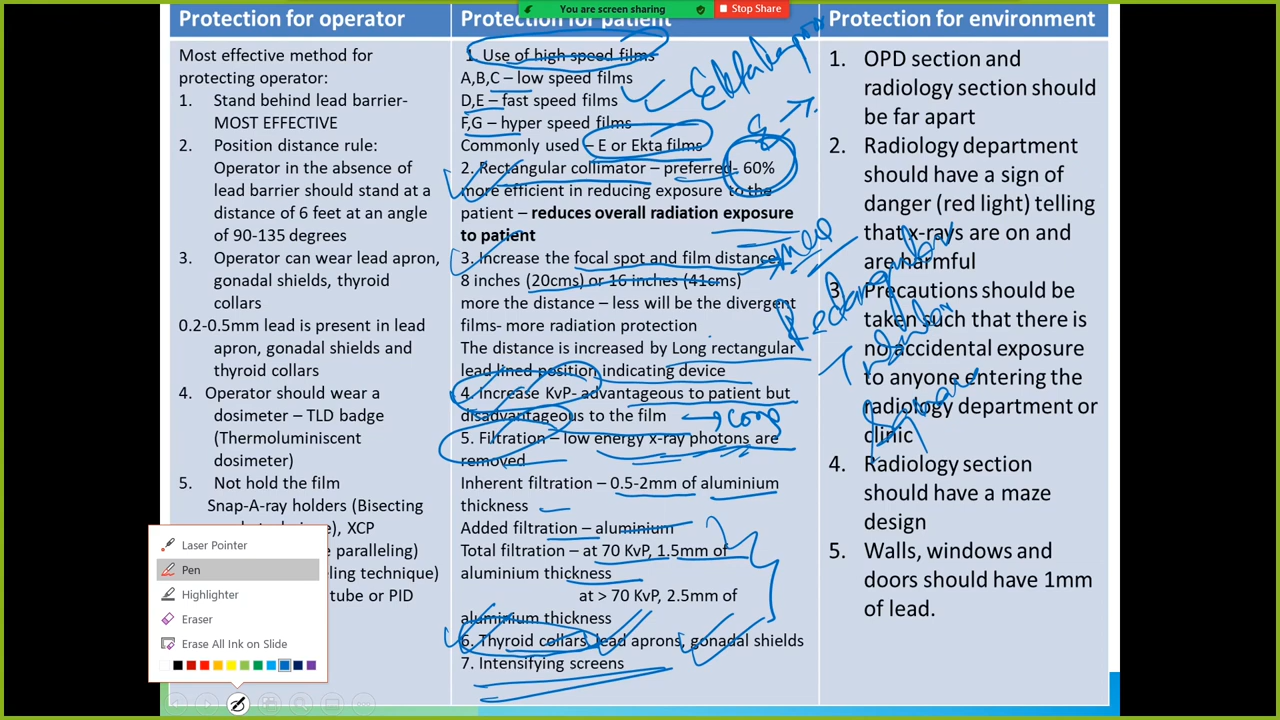 You are screen sharing
Stop Share
Protection for operator
Most effective method for
protecting operator:
1. Stand behind lead barrier-
MOST EFFECTIVE
2. Position distance rule:
Operator in the absence of
lead barrier should stand at a
distance of 6 feet at an angle
of 90-135 degrees
3. Operator can wear lead apron,
gonadal shields, thyroid
collars
0.2-0.5mm lead is present in lead
apron, gonadal shields and
thyroid collars
4. Operator should wear a
dosimeter – TLD badge
(Thermoluminiscent
dosimeter)
5. Not hold the film
Snap-A-ray holders (Bisecting
XCP
paralleling)
technique)
tube or PID
Protection for patient
1. Use of high speed films
A,B,C – low speed films
D,E – fast speed films
F,G – hyper speed films
Commonly used – E or Ekta films
2. Rectangular collimator – preferred- 60%
more efficient in reducing exposure to the
patient – reduces overall radiation exposure
to patient
3. Increase the focal spot and film distance
8 inches (20cms) or 16 inches (41cms)
more the distance – less will be the divergent
films- more radiation protection
The distance is increased by Long rectangular
lead lined position indicating device
4. Increase KvP- advantageous to patient but
disadvantageous to the film
5. Filtration – low energy x-ray photons are
removed
Inherent filtration – 0.5-2mm of aluminium
thickness
Added filtration – aluminium
Total filtration – at 70 KvP, 1.5mm of
aluminium thickness
at > 70 KvP, 2.5mm of
aluminium thickness
6. Thyroid collars, lead aprons, gonadal shields
7. Intensifying screens
Protection for environment
1. OPD section and
radiology section should
be far apart
2. Radiology department
should have a sign of
danger (red light) telling
that x-rays are on and
are harmful
3. Precautions should be
taken such that there is
no accidental exposure
to anyone entering the
radiology department or
clinic
4. Radiology section
should have a maze
design
5. Walls, windows and
doors should have 1mm
of lead.
Laser Pointer
Pen
Highlighter
Eraser
Erase All Ink on Slide